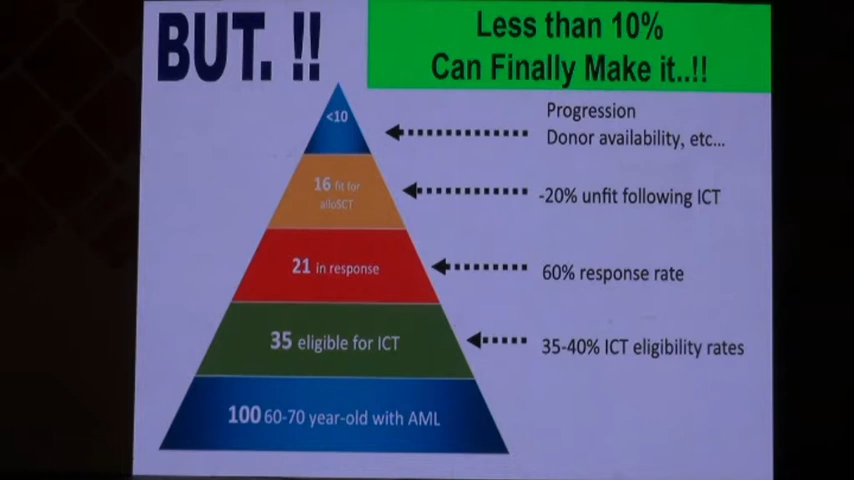 BUT. !!
Less than 10%
Can Finally Make it..!!
<10
Progression
Donor availability, etc...
16 fit for
alloSCT
-20% unfit following ICT
21 in response
60% response rate
35 eligible for ICT
35-40% ICT eligibility rates
100 60-70 year-old with AML